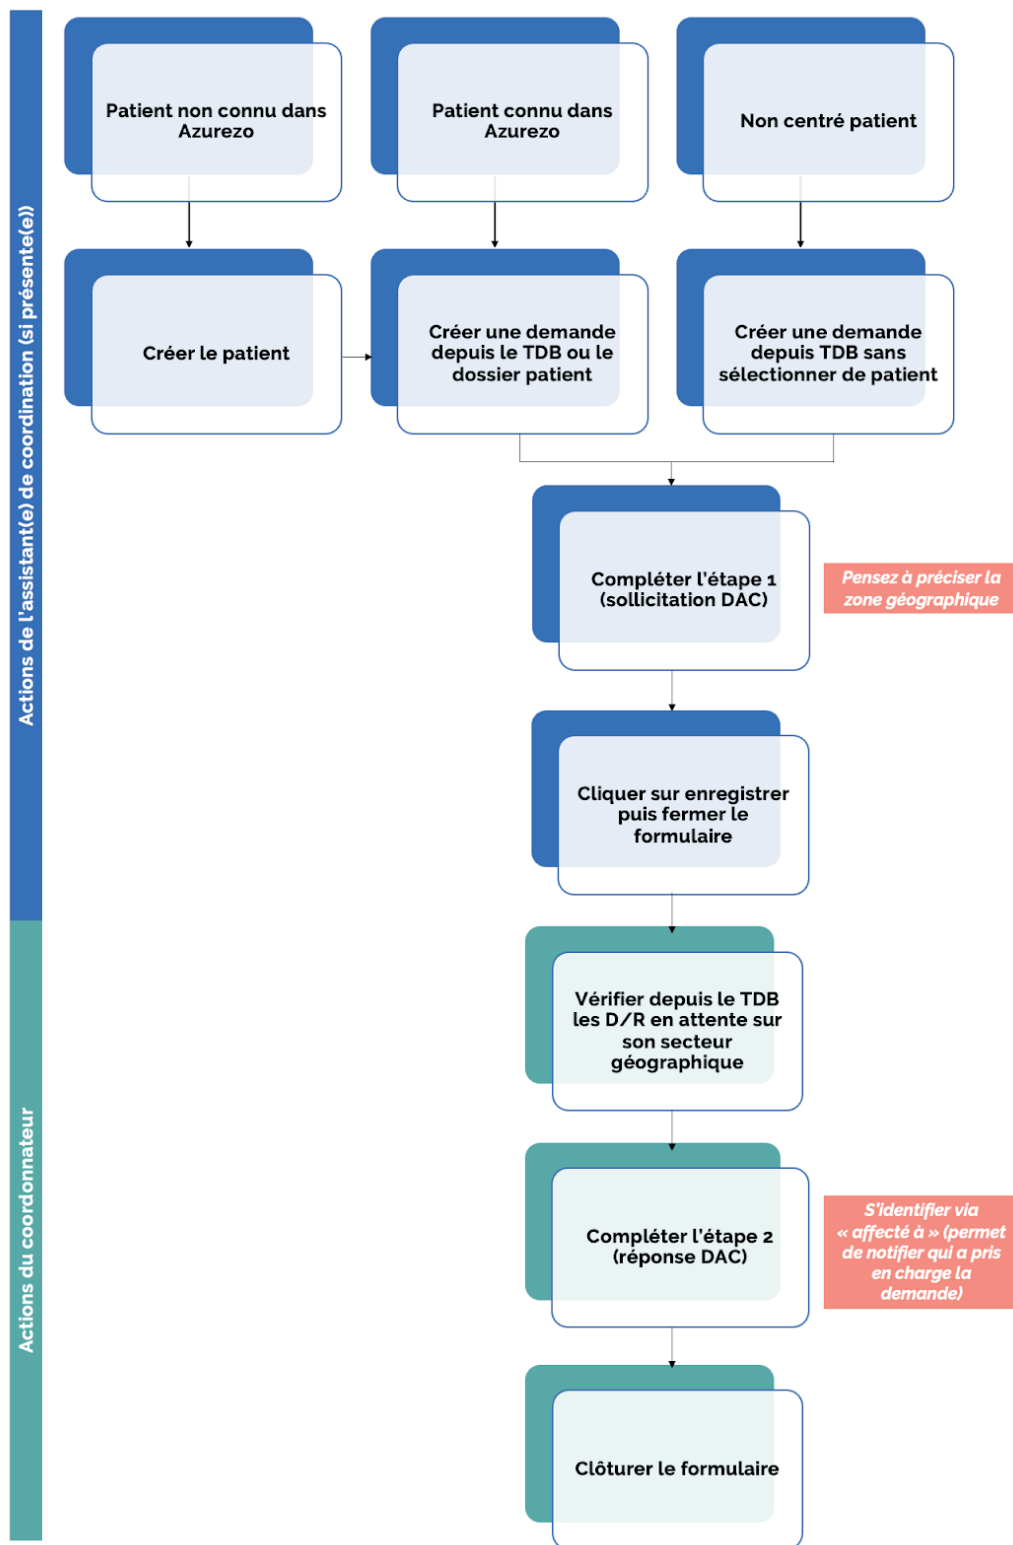 Actions de l'assistant(e) de coordination (si présente(e))
Patient non connu dans
Azurezo
Patient connu dans
Azurezo
Non centré patient
Créer le patient
Créer une demande
depuis le TDB ou le
dossier patient
Créer une demande
depuis TDB sans
sélectionner de patient
Compléter l'étape 1
(sollicitation DAC)
Pensez à préciser la
zone géographique
Cliquer sur enregistrer
puis fermer le
formulaire
Actions du coordonnateur
Vérifier depuis le TDB
les D/R en attente sur
son secteur
géographique
Compléter l'étape 2
(réponse DAC)
S'identifier via
« affecté à » (permet
de notifier qui a pris
en charge la
demande)
Clôturer le formulaire